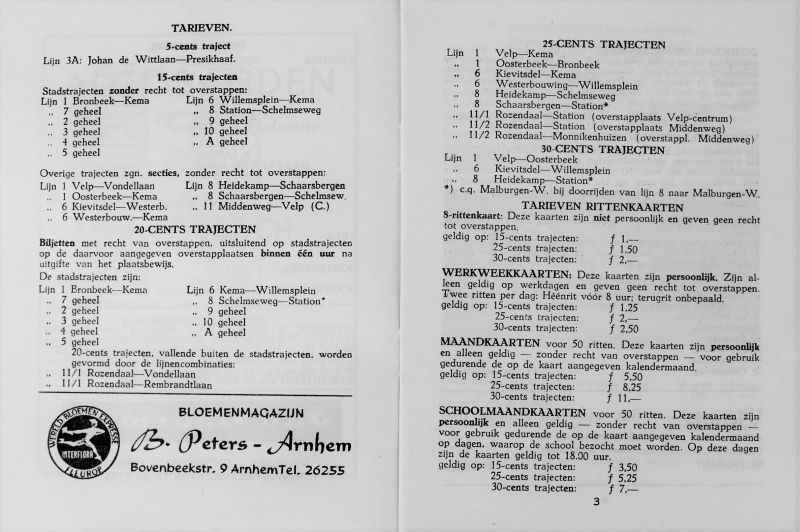 TARIEVEN.
5-cents traject
Lijn 3A: Johan de Wittlaan—Presikhaaf.
15-cents trajecten
Stadstrajecten zonder recht tot overstappen:
Lijn 1 Bronbeek—Kema
„ 7 geheel
„ 2 geheel
„ 3 geheel
„ 4 geheel
„ 5 geheel
Lijn 6 Willemsplein—Kema
„ 8 Station—Schelmseweg
„ 9 geheel
„ 10 geheel
„ A geheel
Overige trajecten zgn. secties, zonder recht tot overstappen:
Lijn 1 Velp—Vondellaan
„ 1 Oosterbeek—Kema
„ 6 Kievitsdel—Westerb.
„ 6 Westerbouw.—Kema
Lijn 8 Heidekamp—Schaarsbergen
„ 8 Schaarsbergen—Schelmsew.
„ 11 Middenweg—Velp (C.)
20-CENTS TRAJECTEN
Biljetten met recht van overstappen, uitsluitend op stadstrajecten
op de daarvoor aangegeven overstapplaatsen binnen één uur na
uitgifte van het plaatsbewijs.
De stadstrajecten zijn:
Lijn 1 Bronbeek—Kema
„ 7 geheel
„ 2 geheel
„ 3 geheel
„ 4 geheel
„ 5 geheel
Lijn 6 Kema—Willemsplein
„ 8 Schelmseweg—Station*
„ 9 geheel
„ 10 geheel
„ A geheel
20-cents trajecten, vallende buiten de stadstrajecten, worden
gevormd door de lijnencombinaties:
„ 11/1 Rozendaal—Vondellaan
„ 11/1 Rozendaal—Rembrandtlaan
WERELD BLOEMEN EXPRESSE
INTERFLORA
FLEUROP
BLOEMENMAGAZIJN
B. Peters - Arnhem
Bovenbeekstr. 9 Arnhem Tel. 26255
25-CENTS TRAJECTEN
Lijn 1 Velp—Kema
„ 1 Oosterbeek—Bronbeek
„ 6 Kievitsdel—Kema
„ 6 Westerbouwing—Willemsplein
„ 8 Heidekamp—Schelmseweg
„ 8 Schaarsbergen—Station*
„ 11/1 Rozendaal—Station (overstapplaats Velp-centrum)
„ 11/2 Rozendaal—Station (overstapplaats Middenweg)
„ 11/2 Rozendaal—Monnikenhuizen (overstappl. Middenweg)
30-CENTS TRAJECTEN
Lijn 1 Velp—Oosterbeek
„ 6 Kievitsdel—Willemsplein
„ 8 Heidekamp—Station*
*) c.q. Malburgen-W. bij doorrijden van lijn 8 naar Malburgen-W.
TARIEVEN RITTENKAARTEN
8-rittenkaart: Deze kaarten zijn niet persoonlijk en geven geen recht
tot overstappen.
geldig op: 15-cents trajecten: f 1,—
25-cents trajecten: f 1,50
30-cents trajecten: f 2,—
WERKWEEKKAARTEN: Deze kaarten zijn persoonlijk. Zijn al-
leen geldig op werkdagen en geven geen recht tot overstappen.
Twee ritten per dag: Héénrit vóór 8 uur; terugrit onbepaald.
geldig op: 15-cents trajecten: f 1,25
25-cents trajecten: f 2,—
30-cents trajecten: f 2,50
MAANDKAARTEN voor 50 ritten. Deze kaarten zijn persoonlijk
en alleen geldig — zonder recht van overstappen — voor gebruik
gedurende de op de kaart aangegeven kalendermaand.
geldig op: 15-cents trajecten: f 5,50
25-cents trajecten: f 8,25
30-cents trajecten: f 11,—
SCHOOLMAANDKAARTEN voor 50 ritten. Deze kaarten zijn
persoonlijk en alleen geldig — zonder recht van overstappen —
voor gebruik gedurende de op de kaart aangegeven kalendermaand
op dagen, waarop de school bezocht moet worden. Op deze dagen
zijn de kaarten geldig tot 18.00 uur.
geldig op: 15-cents trajecten: f 3,50
25-cents trajecten: f 5,25
30-cents trajecten: f 7,—
3